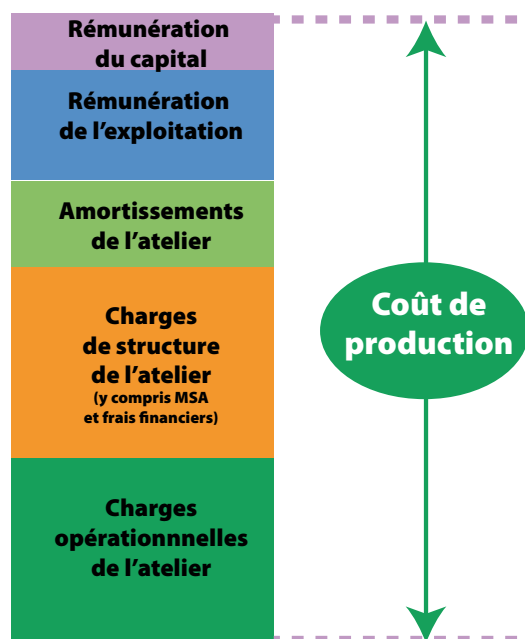 Rémunération
du capital
Rémunération
de l'exploitation
Amortissements
de l'atelier
Charges
de structure
de l'atelier
(y compris MSA
et frais financiers)
Charges
opérationnnelles
de l'atelier
Coût de
production